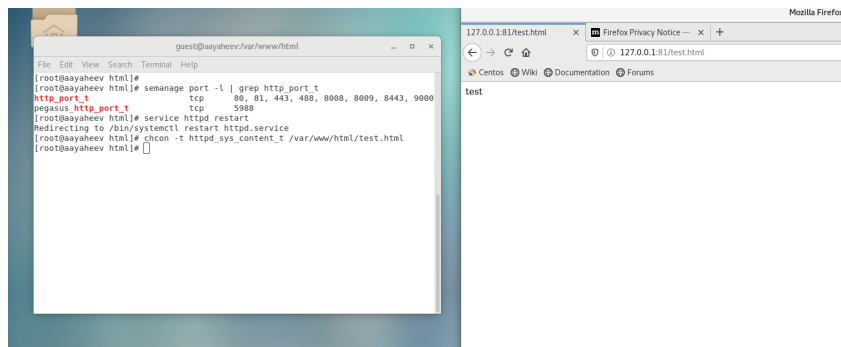 guest@aayaheev:/var/www/html
File Edit View Search Terminal Help
[root@aayaheev html]#
[root@aayaheev html]# semanage port -l | grep http_port_t
http_port_t tcp 80, 81, 443, 488, 8008, 8009, 8443, 9000
pegasus_http_port_t tcp 5988
[root@aayaheev html]# service httpd restart
Redirecting to /bin/systemctl restart httpd.service
[root@aayaheev html]# chcon -t httpd_sys_content_t /var/www/html/test.html
[root@aayaheev html]#
Mozilla Firefox
127.0.0.1:81/test.html
Firefox Privacy Notice —
127.0.0.1:81/test.html
Centos Wiki Documentation Forums
test